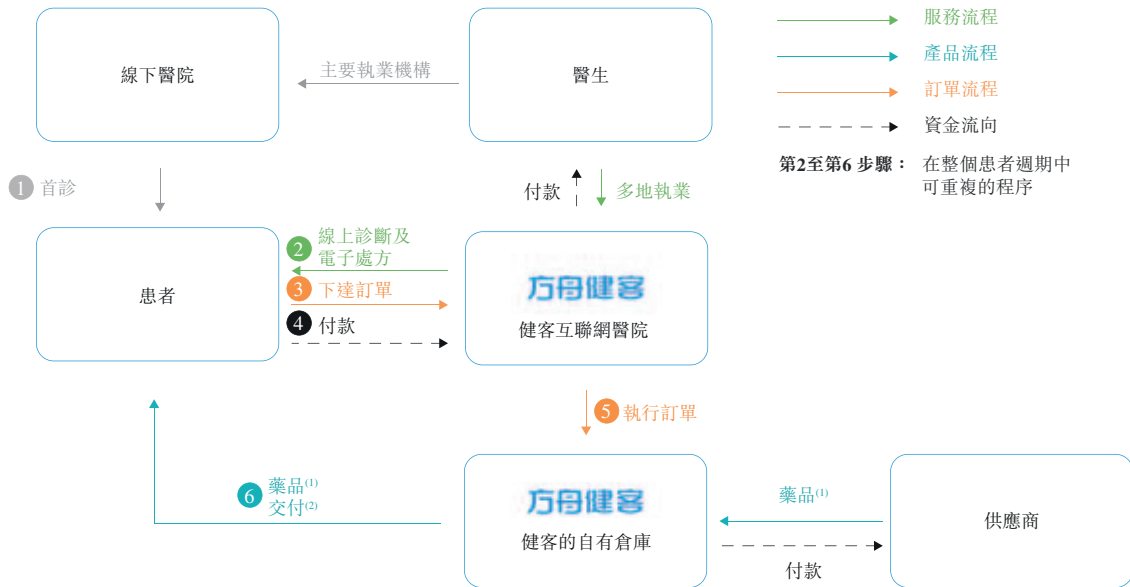 線下醫院
主要執業機構
醫生
服務流程
產品流程
訂單流程
資金流向
第2至第6 步驟： 在整個患者週期中
可重複的程序
1 首診
付款
多地執業
患者
2 線上診斷及
電子處方
3 下達訂單
4 付款
方舟健客
健客互聯網醫院
5 執行訂單
6 藥品(1)
交付(2)
方舟健客
健客的自有倉庫
藥品(1)
付款
供應商